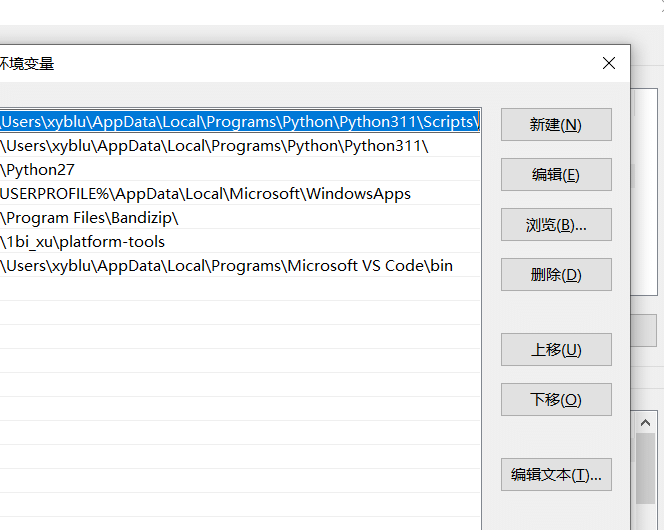 环境变量
\Users\xyblu\AppData\Local\Programs\Python\Python311\Scripts\
\Users\xyblu\AppData\Local\Programs\Python\Python311\
\Python27
USERPROFILE%\AppData\Local\Microsoft\WindowsApps
\Program Files\Bandizip\
\1bi_xu\platform-tools
\Users\xyblu\AppData\Local\Programs\Microsoft VS Code\bin
新建(N)
编辑(E)
浏览(B)...
删除(D)
上移(U)
下移(O)
编辑文本(T)...